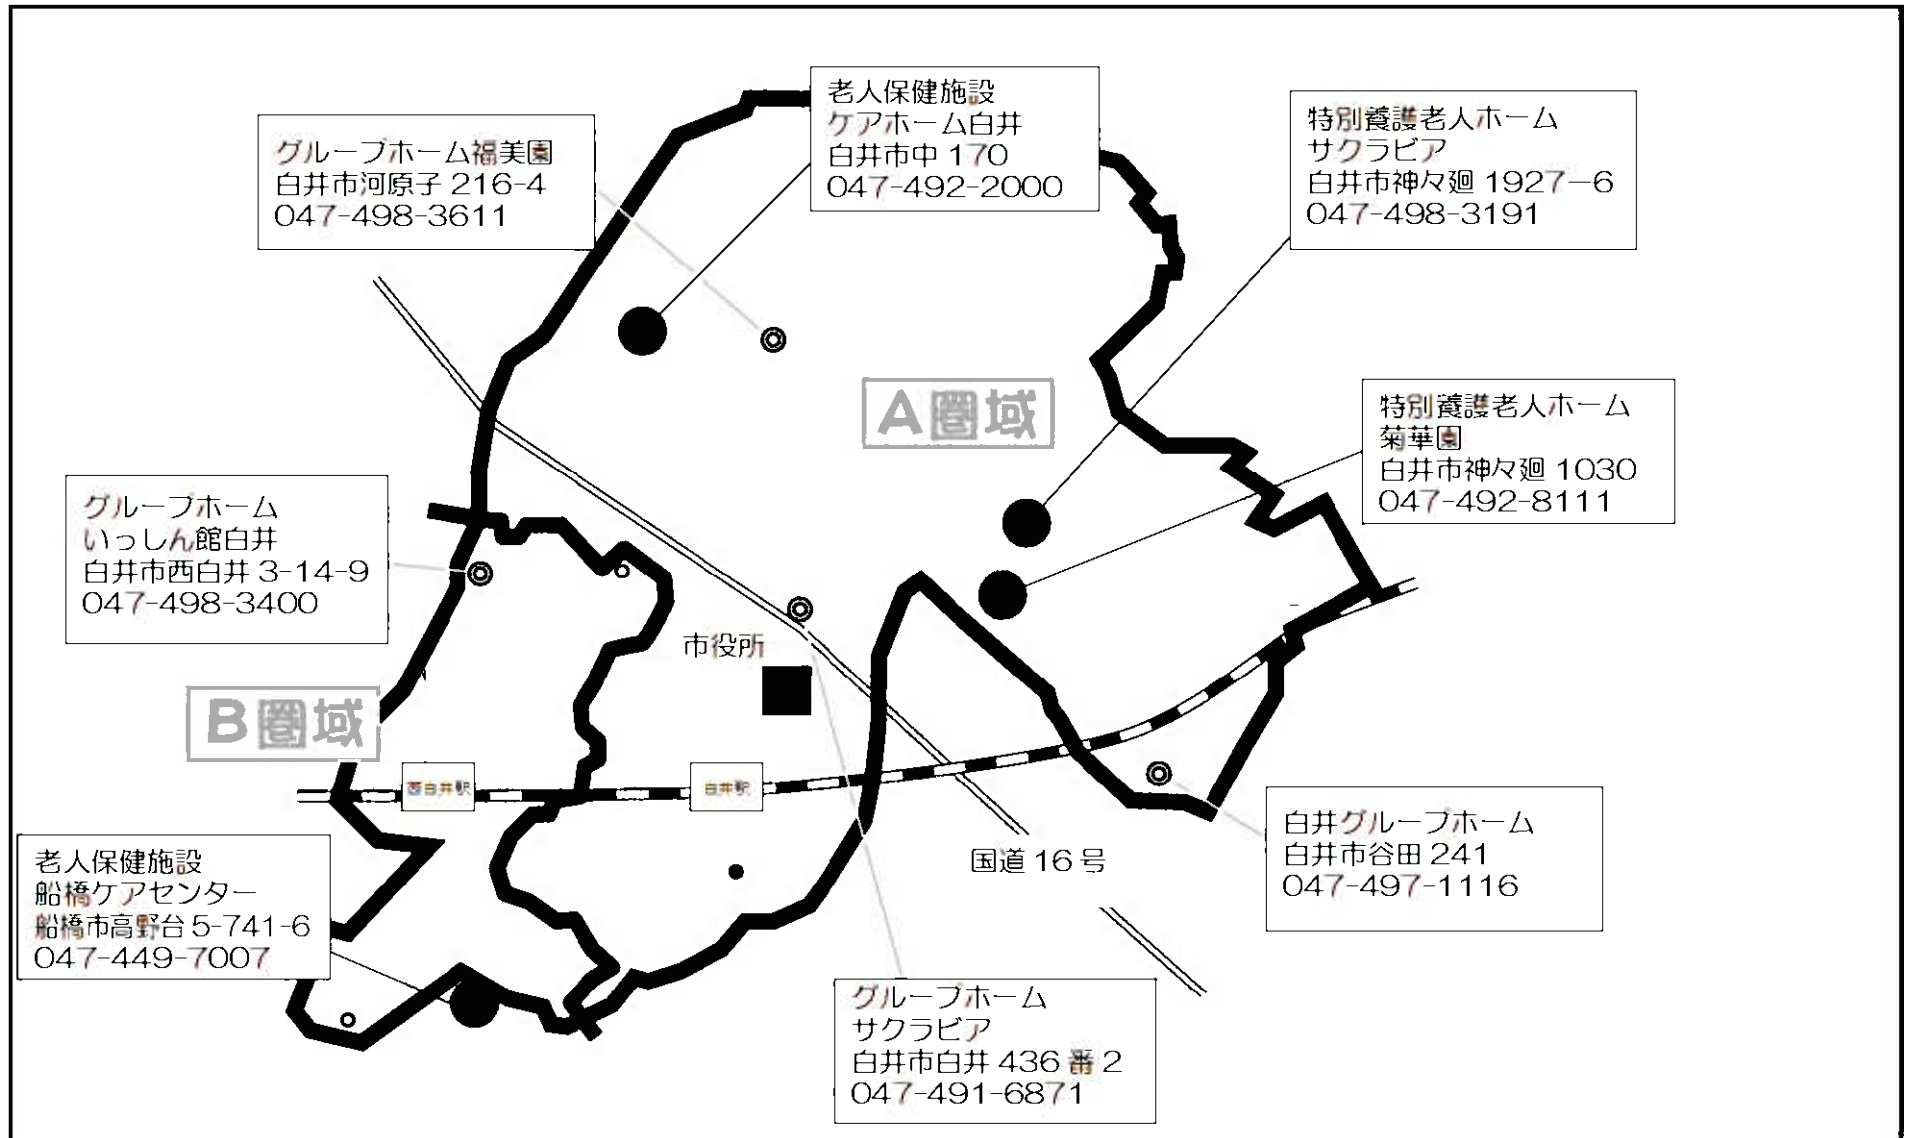 老人保健施設
ケアホーム白井
白井市中 170
047-492-2000
特別養護老人ホーム
サクラビア
白井市神々廻 1927−6
047-498-3191
グループホーム福美園
白井市河原子 216-4
047-498-3611
A圏域
特別養護老人ホーム
菊華園
白井市神々廻 1030
047-492-8111
グループホーム
いっしん館白井
白井市西白井 3-14-9
047-498-3400
市役所
B圏域
西白井駅
白井駅
国道 16 号
白井グループホーム
白井市谷田 241
047-497-1116
老人保健施設
船橋ケアセンター
船橋市高野台 5-741-6
047-449-7007
グループホーム
サクラビア
白井市白井 436 番 2
047-491-6871